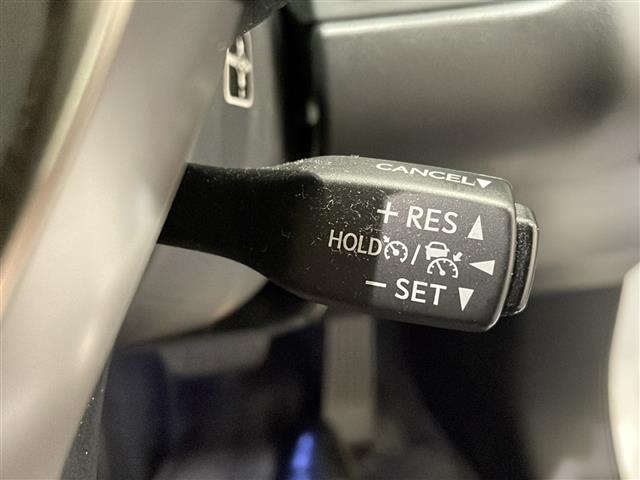 CANCEL▼
+ RES ▲
HOLD / ◀
− SET ▼